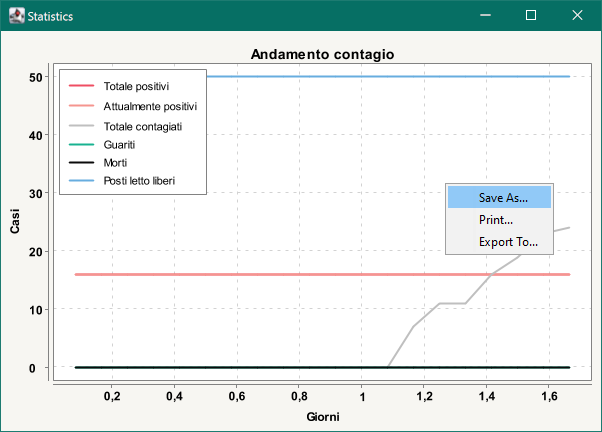 Statistics
Andamento contagio
50
40
30
20
10
0
Casi
Totale positivi
Attualmente positivi
Totale contagiati
Guariti
Morti
Posti letto liberi
Save As...
Print...
Export To...
0,2 0,4 0,6 0,8 1 1,2 1,4 1,6
Giorni